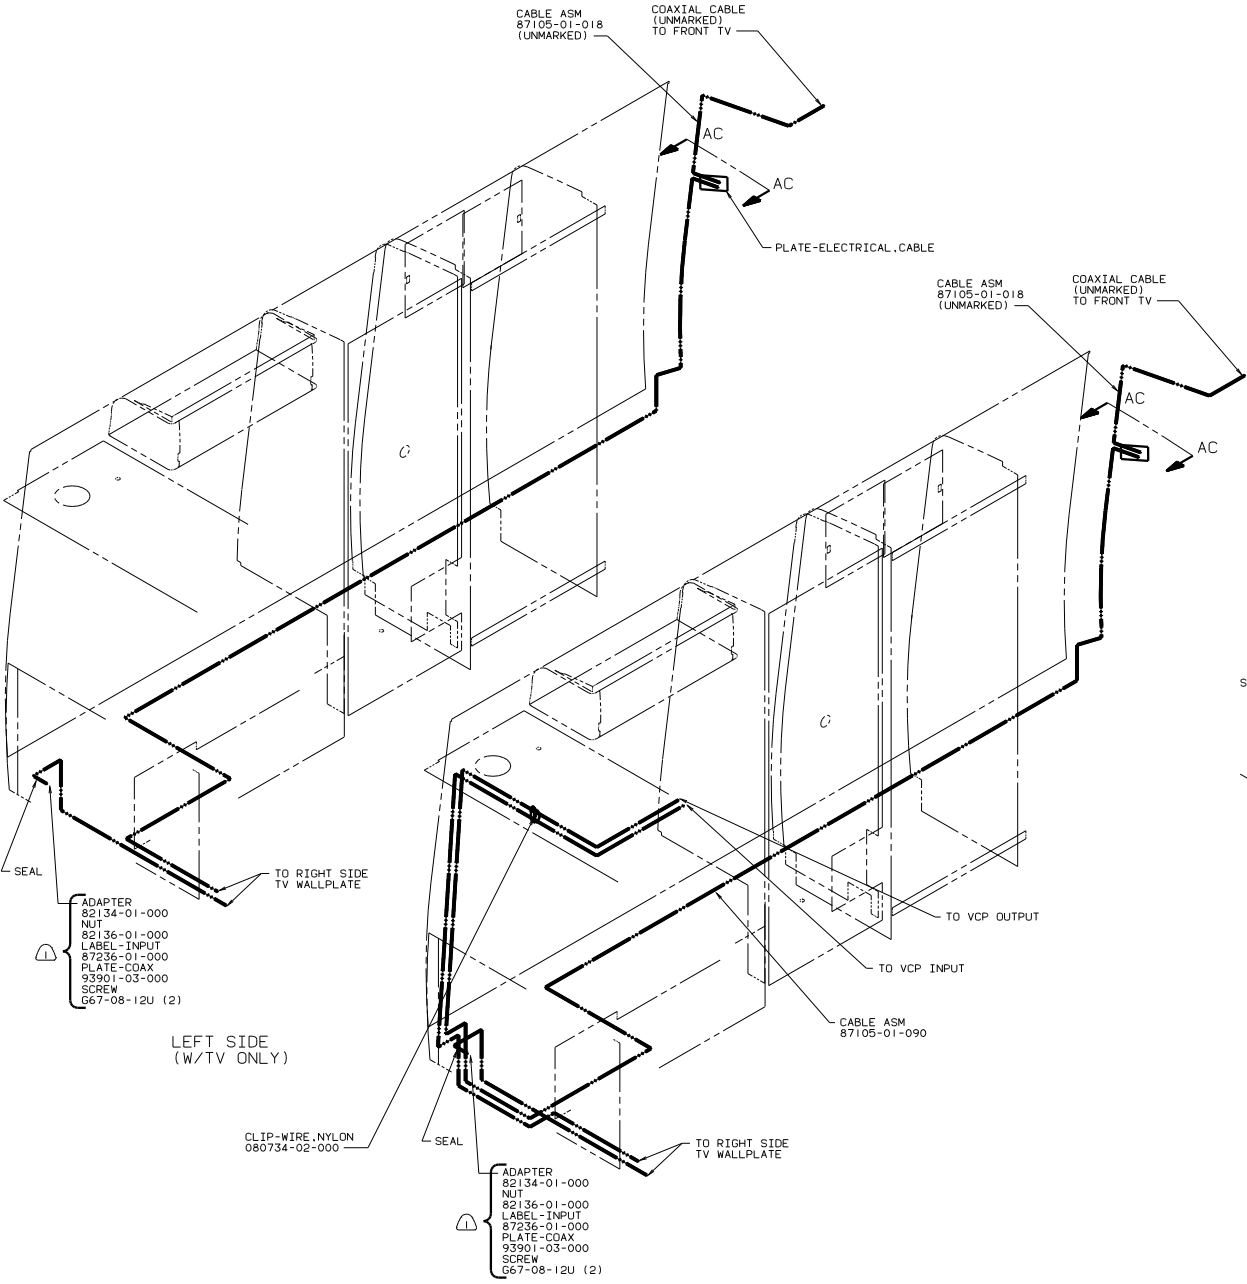 CABLE ASM
87105-01-018
(UNMARKED)
COAXIAL CABLE
(UNMARKED)
TO FRONT TV
AC
AC
PLATE-ELECTRICAL,CABLE
CABLE ASM
87105-01-018
(UNMARKED)
COAXIAL CABLE
(UNMARKED)
TO FRONT TV
AC
AC
S
SEAL
TO RIGHT SIDE
TV WALLPLATE
ADAPTER
82134-01-000
NUT
82136-01-000
LABEL-INPUT
87236-01-000
PLATE-COAX
93901-03-000
SCREW
G67-08-12U (2)
1
LEFT SIDE
(W/TV ONLY)
TO VCP OUTPUT
TO VCP INPUT
CABLE ASM
87105-01-090
CLIP-WIRE,NYLON
080734-02-000
SEAL
TO RIGHT SIDE
TV WALLPLATE
ADAPTER
82134-01-000
NUT
82136-01-000
LABEL-INPUT
87236-01-000
PLATE-COAX
93901-03-000
SCREW
G67-08-12U (2)
1